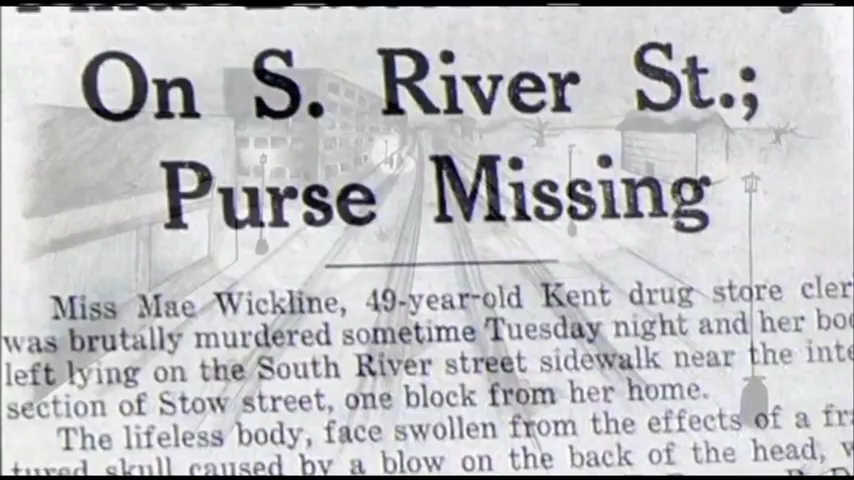 On S. River St.;
Purse Missing
Miss Mae Wickline, 49-year-old Kent drug store
was brutally murdered sometime Tuesday night and her
left lying on the South River street sidewalk near the
section of Stow street, one block from her home.
The lifeless body, face swollen from the effects of a
tured skull caused by a blow on the back of the head,